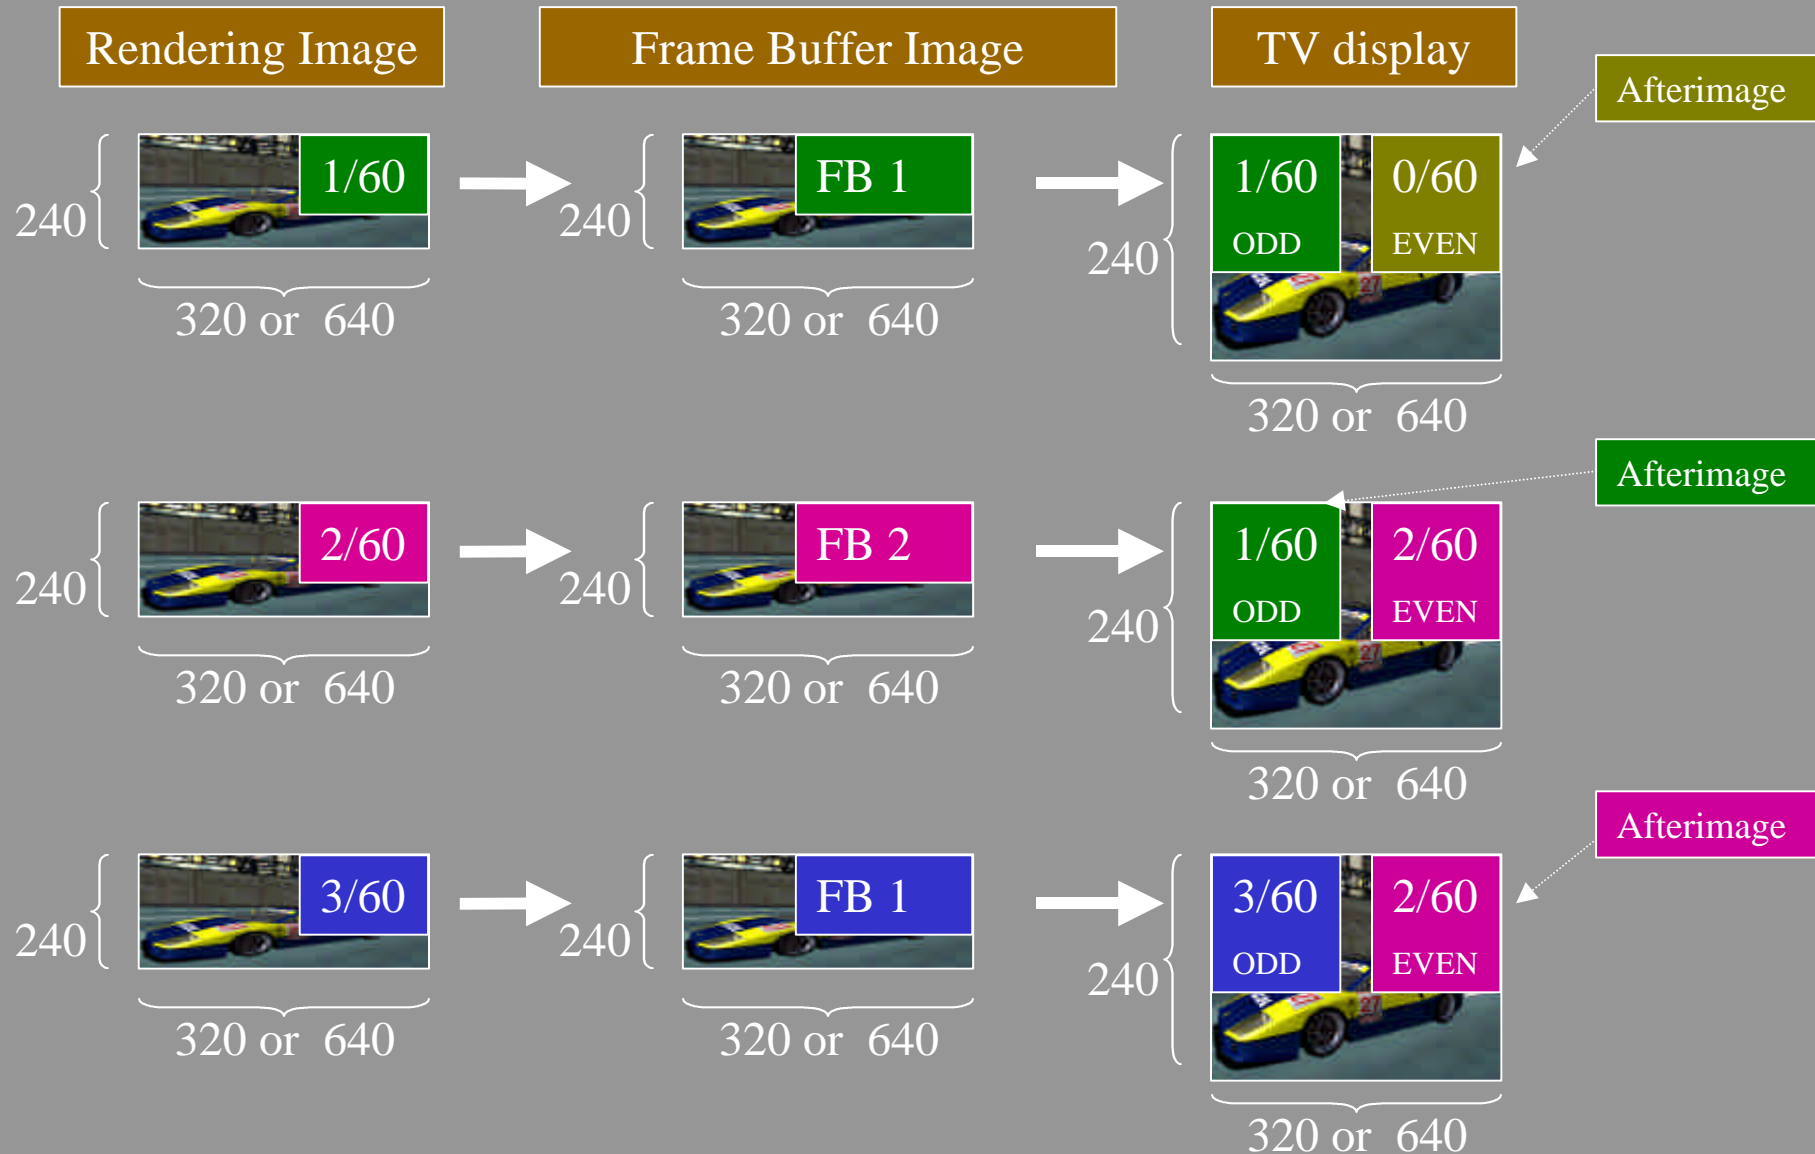 Rendering Image
Frame Buffer Image
TV display
Afterimage
1/60
FB 1
1/60
0/60
ODD
EVEN
240
240
240
27
320 or 640
320 or 640
320 or 640
Afterimage
2/60
FB 2
1/60
2/60
ODD
EVEN
240
240
240
27
320 or 640
320 or 640
320 or 640
Afterimage
3/60
FB 1
3/60
2/60
ODD
EVEN
240
240
240
27
320 or 640
320 or 640
320 or 640